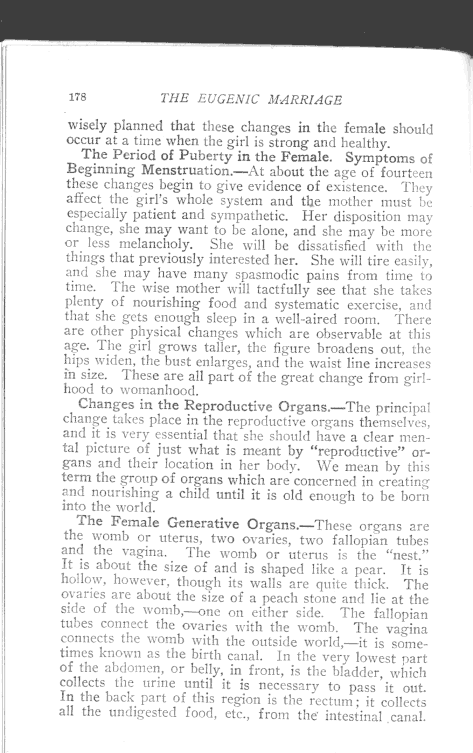 178 THE EUGENIC MARRIAGE
wisely planned that these changes in the female should
occur at a time when the girl is strong and healthy.
The Period of Puberty in the Female. Symptoms of
Beginning Menstruation.—At about the age of fourteen
these changes begin to give evidence of existence. They
affect the girl's whole system and the mother must be
especially patient and sympathetic. Her disposition may
change, she may want to be alone, and she may be more
or less melancholy. She will be dissatisfied with the
things that previously interested her. She will tire easily,
and she may have many spasmodic pains from time to
time. The wise mother will tactfully see that she takes
plenty of nourishing food and systematic exercise, and
that she gets enough sleep in a well-aired room. There
are other physical changes which are observable at this
age. The girl grows taller, the figure broadens out, the
hips widen, the bust enlarges, and the waist line increases
in size. These are all part of the great change from girl-
hood to womanhood.
Changes in the Reproductive Organs.—The principal
change takes place in the reproductive organs themselves,
and it is very essential that she should have a clear men-
tal picture of just what is meant by "reproductive" or-
gans and their location in her body. We mean by this
term the group of organs which are concerned in creating
and nourishing a child until it is old enough to be born
into the world.
The Female Generative Organs.—These organs are
the womb or uterus, two ovaries, two fallopian tubes
and the vagina. The womb or uterus is the "nest."
It is about the size of and is shaped like a pear. It is
hollow, however, though its walls are quite thick. The
ovaries are about the size of a peach stone and lie at the
side of the womb,—one on either side. The fallopian
tubes connect the ovaries with the womb. The vagina
connects the womb with the outside world,—it is some-
times known as the birth canal. In the very lowest part
of the abdomen, or belly, in front, is the bladder, which
collects the urine until it is necessary to pass it out.
In the back part of this region is the rectum; it collects
all the undigested food, etc., from the intestinal canal.